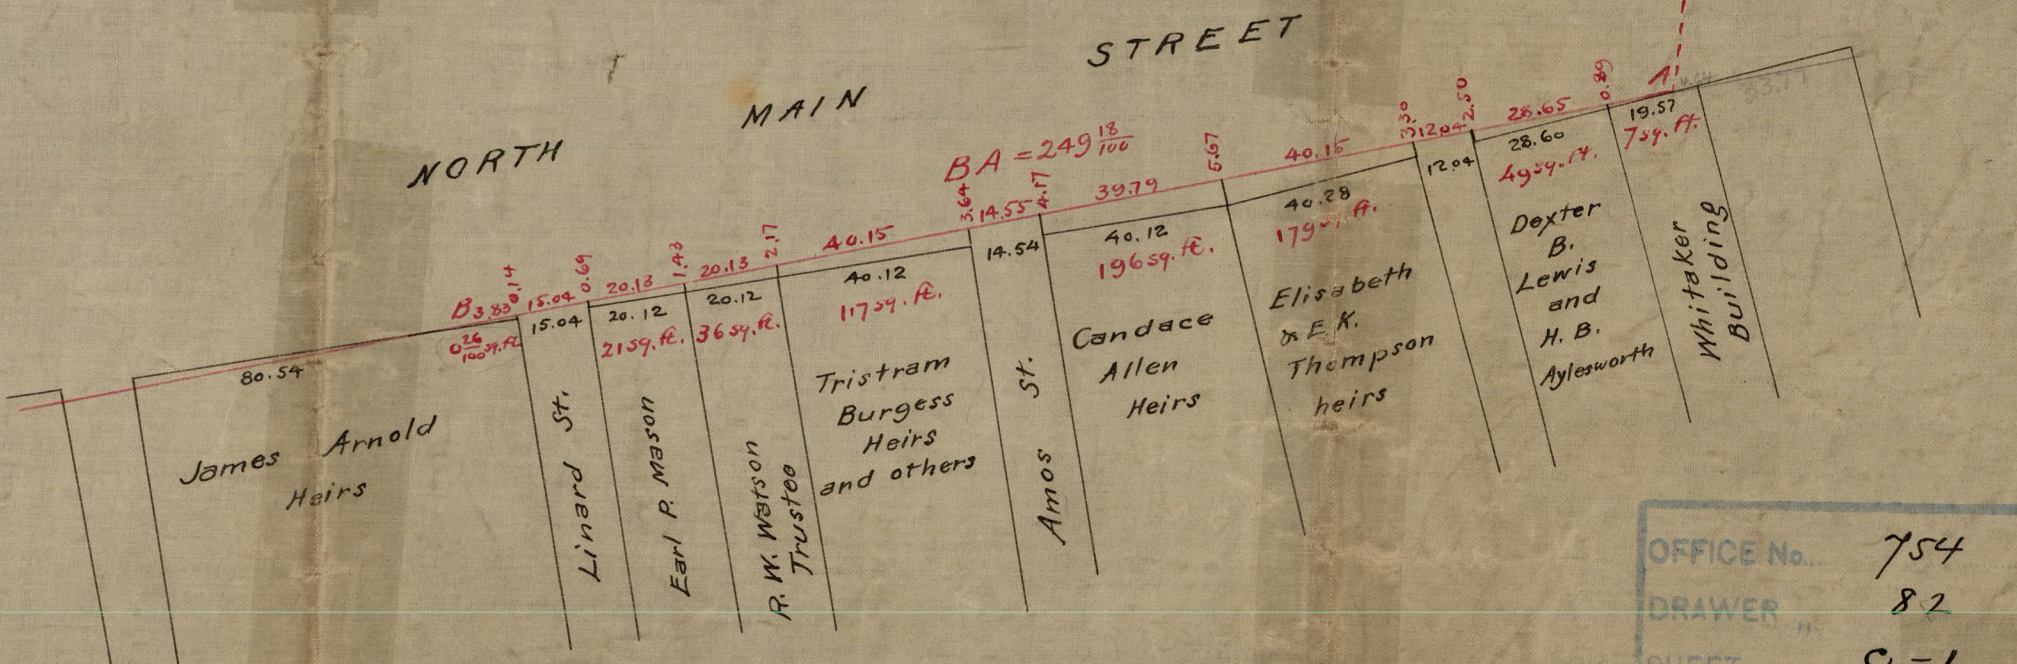 NORTH MAIN STREET
BA = 249 18/100
B 3.83 0.14 15.04 0.69 20.13 1.43 20.13 2.17 40.15 3.64 14.55 4.17 39.79 5.67 40.15 3.30 12.04 2.50 28.65 0.89 A
80.54
0 26/100 sq. ft.
15.04
20.12
21 sq. ft.
20.12
36 sq. ft.
40.12
117 sq. ft.
14.54
40.12
196 sq. ft.
40.28
179 sq. ft.
12.04
28.60
49 sq. ft.
19.57
7 sq. ft.
James Arnold
Heirs
Linard St.
Earl P. Mason
R. W. Watson
Trustee
Tristram
Burgess
Heirs
and others
Amos St.
Candace
Allen
Heirs
Elisabeth
& E. K.
Thompson
heirs
Dexter
B.
Lewis
and
H. B.
Aylesworth
Whitaker
Building
OFFICE No. 754
DRAWER „ 82